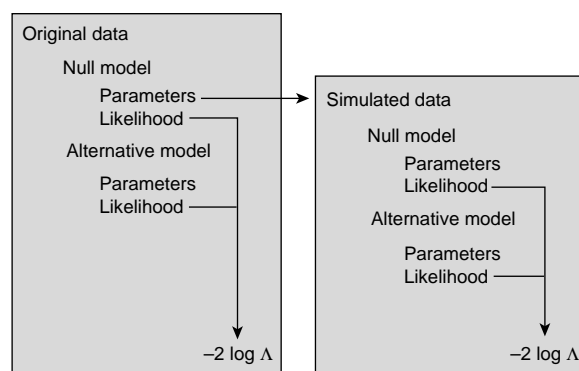 Original data
Null model
Parameters
Likelihood
Alternative model
Parameters
Likelihood
–2 log Λ
Simulated data
Null model
Parameters
Likelihood
Alternative model
Parameters
Likelihood
–2 log Λ